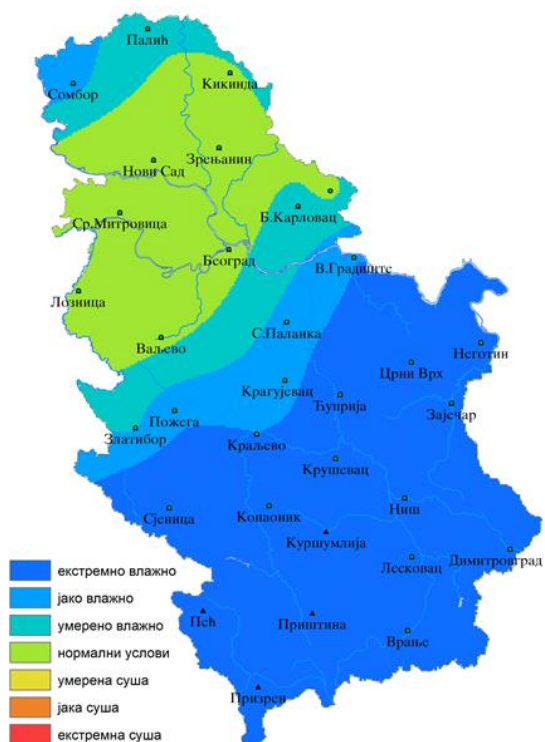 Палић
Кикинда
Сомбор
Зрењанин
Нови Сад
Ср.Митровица
Б.Карловац
Београд
В.Градиште
Лозница
С.Паланка
Ваљево
Неготин
Црни Врх
Крагујевац
Ћуприја
Зајечар
Пожега
Златибор
Краљево
Крушевац
Сјеница
Копаоник
Ниш
Куршумлија
Лесковац
Димитровград
Пећ
Приштина
Врање
Призрен
екстремно влажно
јако влажно
умерено влажно
нормални услови
умерена суша
јака суша
екстремна суша